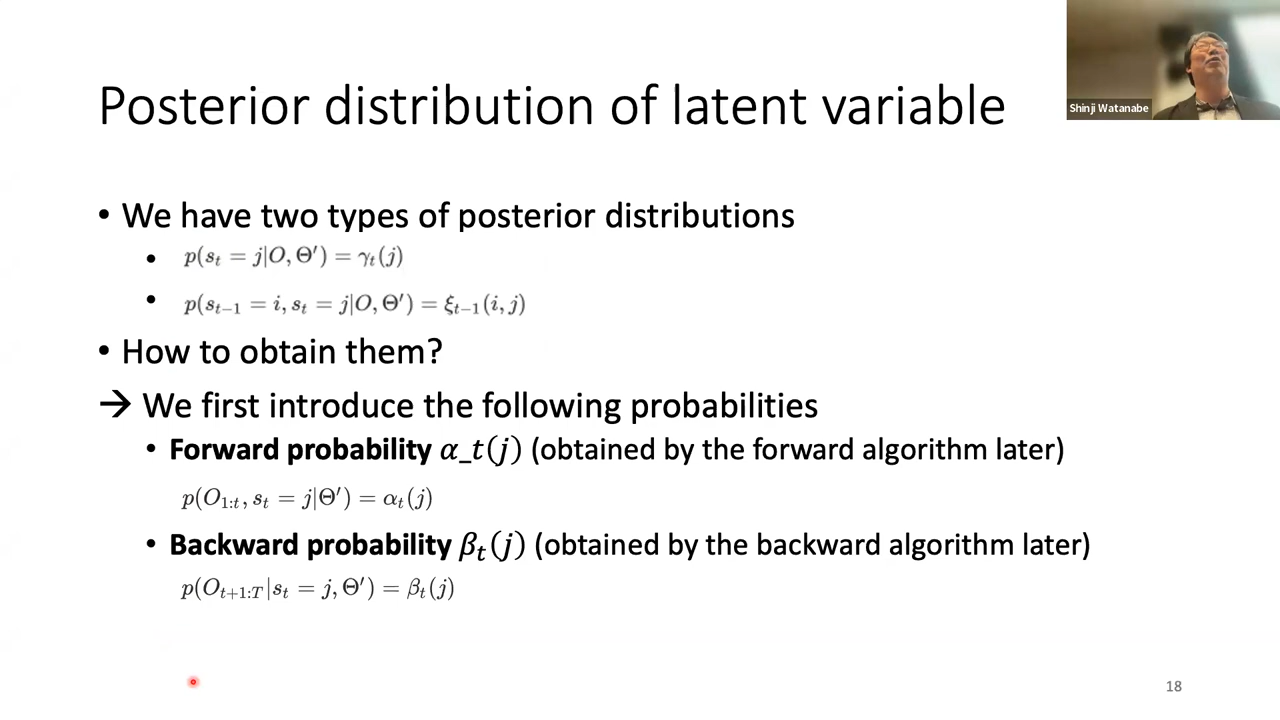 Shinji Watanabe
Posterior distribution of latent variable
• We have two types of posterior distributions
• p(s_t = j|O, Θ′) = γ_t(j)
• p(s_{t−1} = i, s_t = j|O, Θ′) = ξ_{t−1}(i, j)
• How to obtain them?
→ We first introduce the following probabilities
• Forward probability α_t(j) (obtained by the forward algorithm later)
p(O_{1:t}, s_t = j|Θ′) = α_t(j)
• Backward probability β_t(j) (obtained by the backward algorithm later)
p(O_{t+1:T}|s_t = j, Θ′) = β_t(j)
18